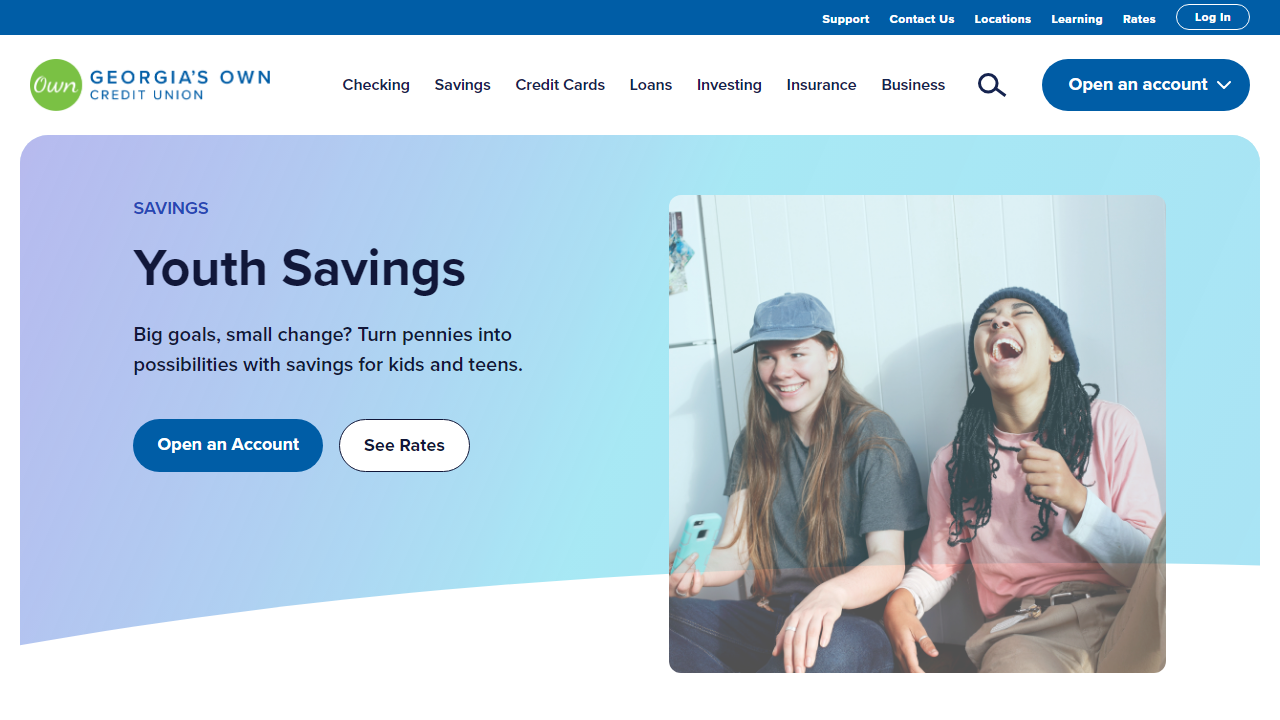 Support Contact Us Locations Learning Rates Log In
Own GEORGIA'S OWN
CREDIT UNION
Checking Savings Credit Cards Loans Investing Insurance Business Open an account
SAVINGS
Youth Savings
Big goals, small change? Turn pennies into
possibilities with savings for kids and teens.
Open an Account See Rates